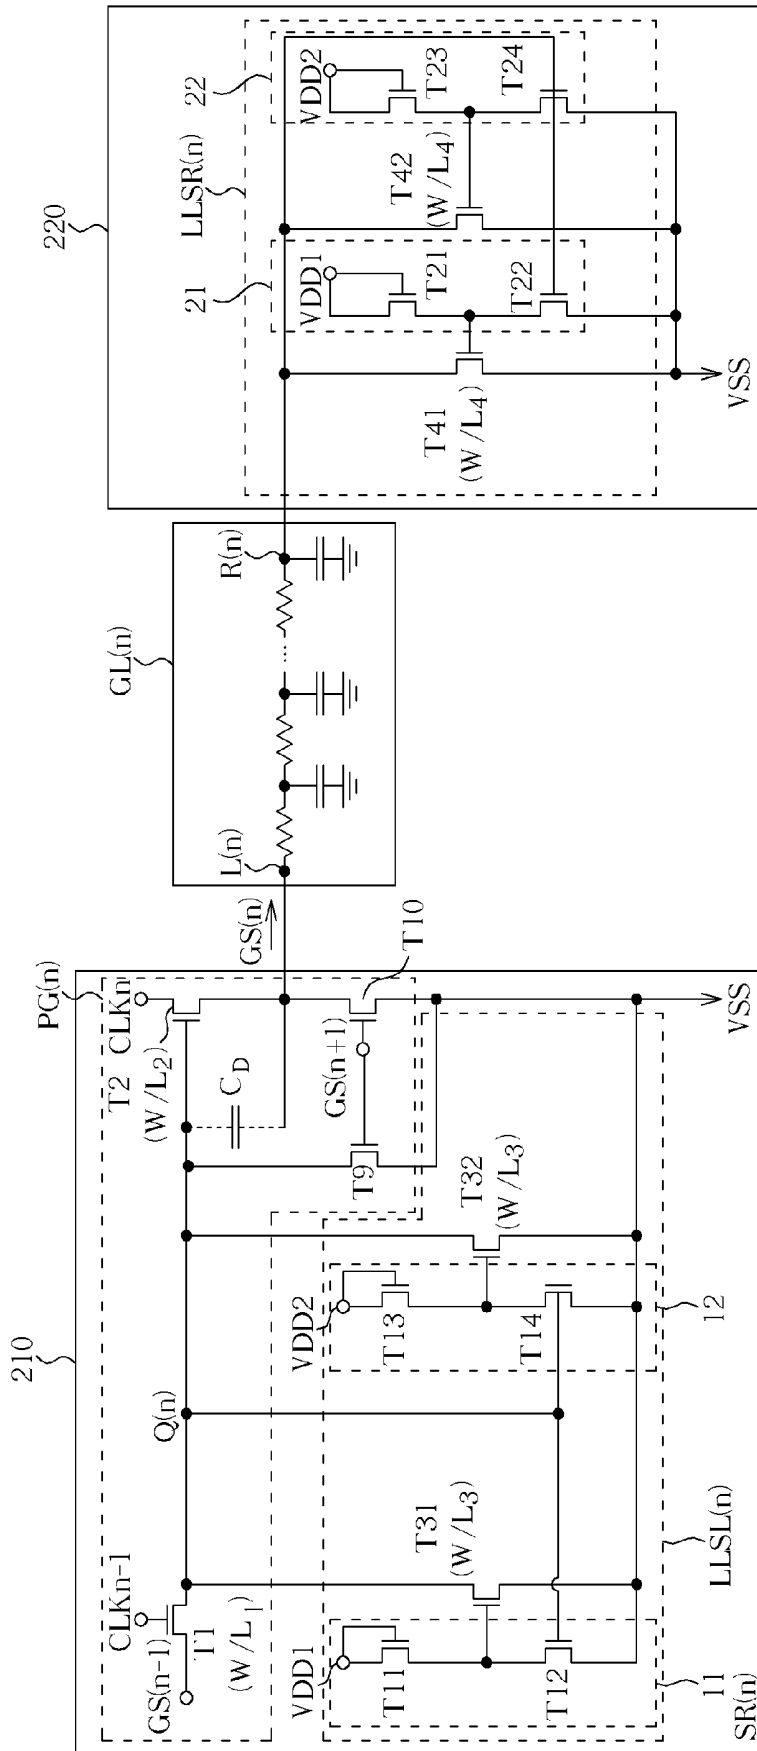 210
PG(n)
GS(n-1)
CLKn-1
T1
(W/L1)
Q(n)
T2
(W/L2)
CLKn
CD
GS(n+1)
T9
T10
VSS
VDD1
T11
T12
11
SR(n)
T31
(W/L3)
LLSL(n)
VDD2
T13
T14
12
T32
(W/L3)
GS(n)
GL(n)
L(n)
R(n)
220
LLSR(n)
T41
(W/L4)
21
VDD1
T21
T22
T42
(W/L4)
22
VDD2
T23
T24
VSS